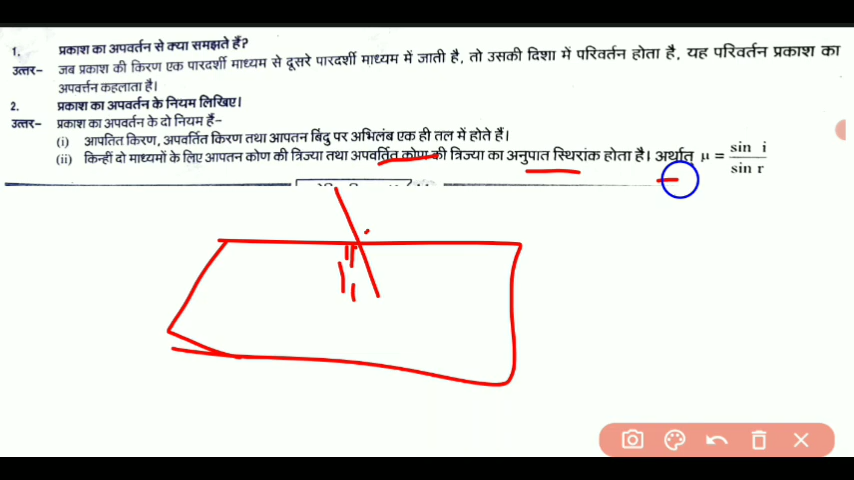 1. प्रकाश का अपवर्तन से क्या समझते हैं?
उत्तर– जब प्रकाश की किरण एक पारदर्शी माध्यम से दूसरे पारदर्शी माध्यम में जाती है, तो उसकी दिशा में परिवर्तन होता है, यह परिवर्तन प्रकाश का
अपवर्त्तन कहलाता है।
2. प्रकाश का अपवर्तन के नियम लिखिए।
उत्तर– प्रकाश का अपवर्तन के दो नियम हैं–
(i) आपतित किरण, अपवर्तित किरण तथा आपतन बिंदु पर अभिलंब एक ही तल में होते हैं।
(ii) किन्हीं दो माध्यमों के लिए आपतन कोण की त्रिज्या तथा अपवर्तित कोण की त्रिज्या का अनुपात स्थिरांक होता है। अर्थात् μ = sin i / sin r